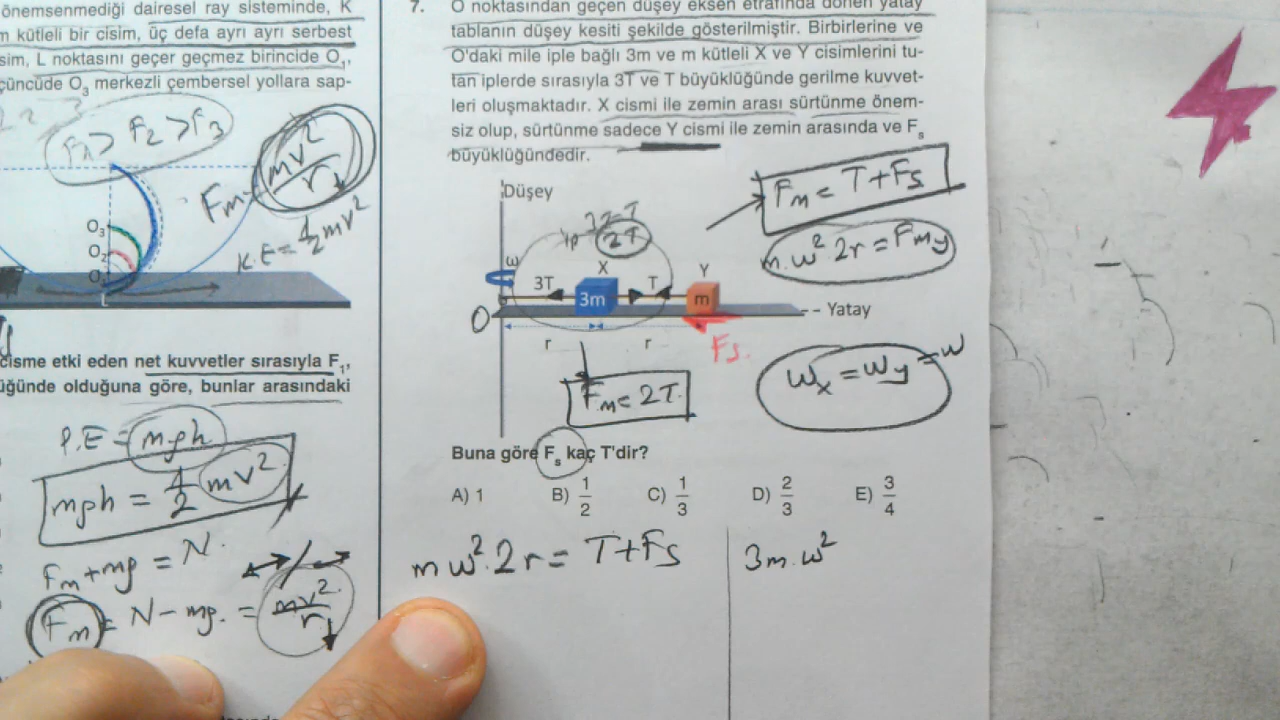 önemsenmediği dairesel ray sisteminde, K
m kütleli bir cisim, üç defa ayrı ayrı serbest
sim, L noktasını geçer geçmez birincide O₁,
çüncüde O₃ merkezli çembersel yollara sap-
F₁ > F₂ > F₃
Fm = mv²/r
K.E = 1/2 mv²
O₃
O₂
O
L
cisme etki eden net kuvvetler sırasıyla F₁,
üğünde olduğuna göre, bunlar arasındaki
P.E = mgh
mgh = 1/2 mv²
Fm + mg = N
Fm = N - mg = mv²/r
7. O noktasından geçen düşey eksen etrafında dönen yatay
tablanın düşey kesiti şekilde gösterilmiştir. Birbirlerine ve
O'daki mile iple bağlı 3m ve m kütleli X ve Y cisimlerini tu-
tan iplerde sırasıyla 3T ve T büyüklüğünde gerilme kuvvet-
leri oluşmaktadır. X cismi ile zemin arası sürtünme önem-
siz olup, sürtünme sadece Y cismi ile zemin arasında ve Fₛ
büyüklüğündedir.
Düşey
3T-T
2T
Fm = T + Fs
m.ω².2r = Fmy
ω
3T
X
T
Y
3m
m
O
Yatay
r
r
Fs
Fm = 2T
ωx = ωy = ω
Buna göre Fₛ kaç T'dir?
A) 1 B) 1/2 C) 1/3 D) 2/3 E) 3/4
mω².2r = T+Fs
3m.ω²